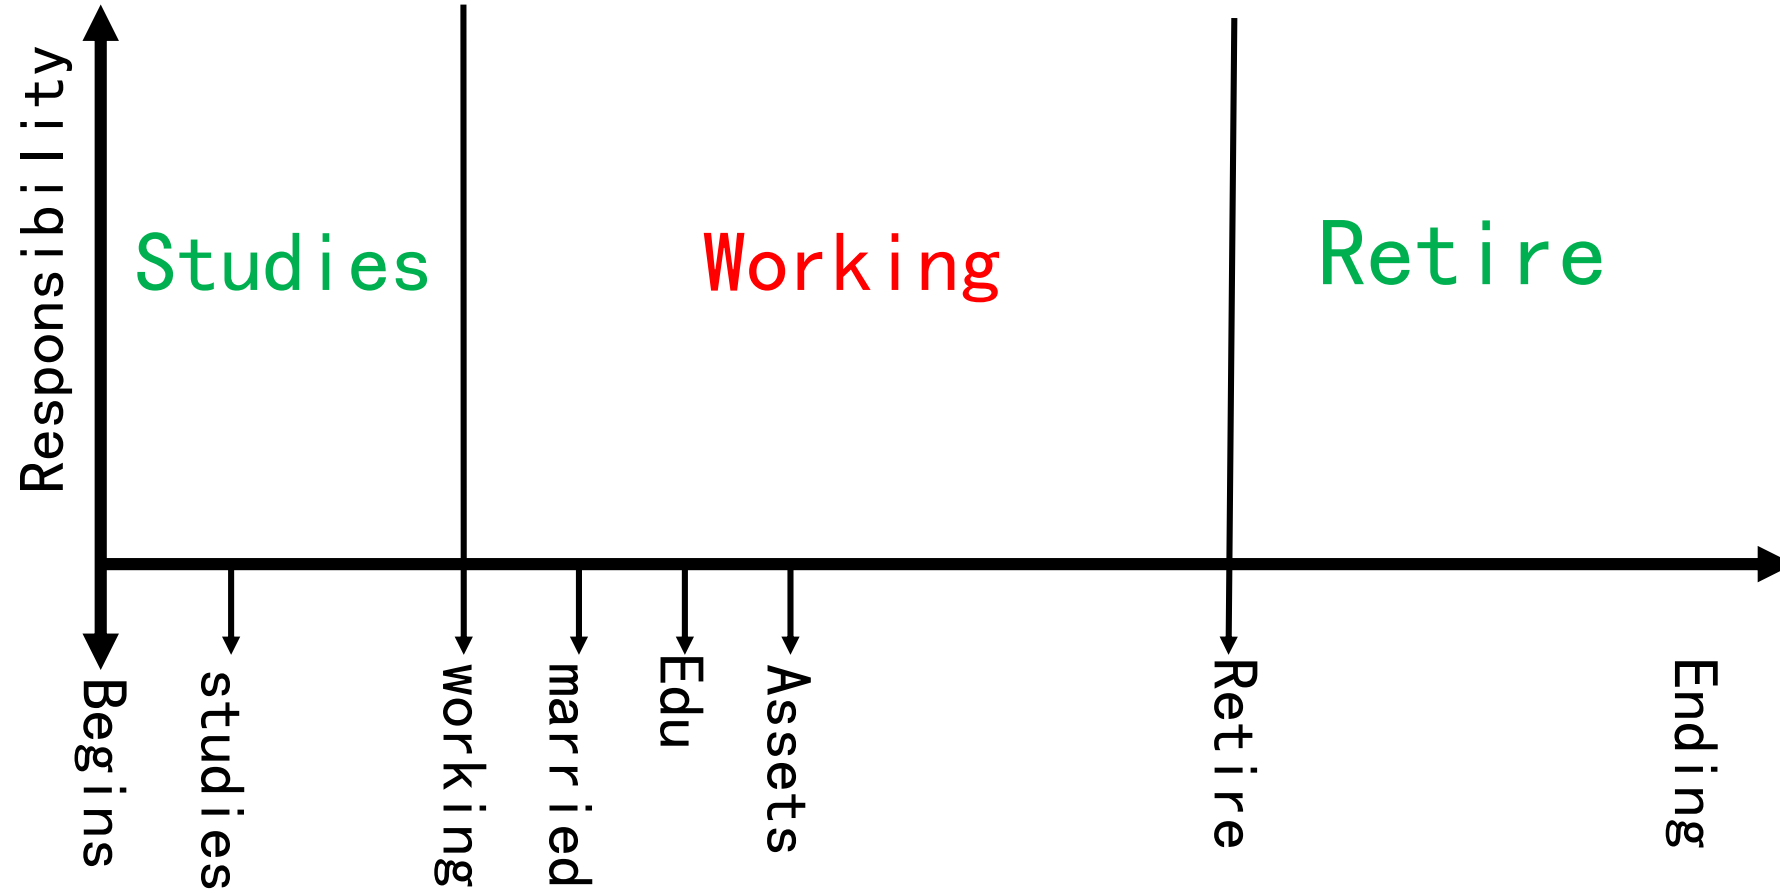 Responsibility
Studies
Working
Retire
Begins
studies
working
married
Edu
Assets
Retire
Ending